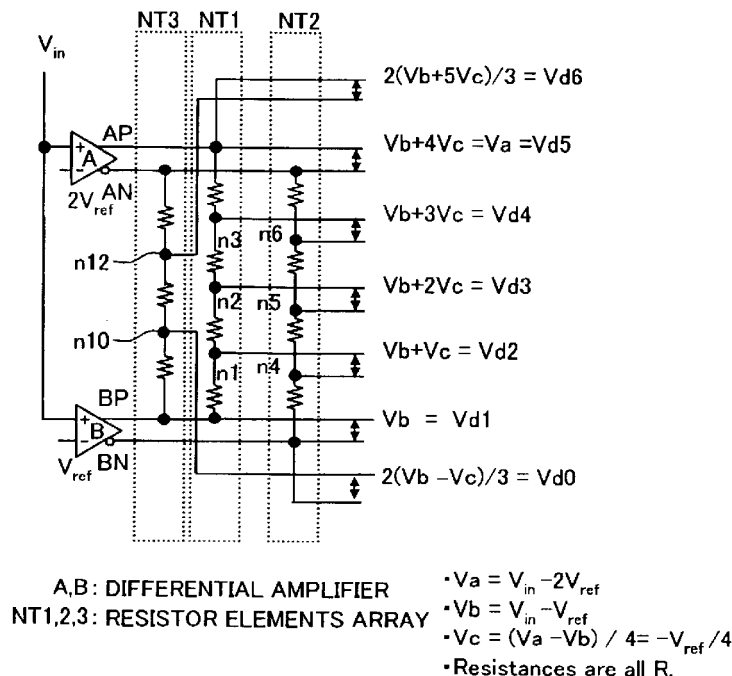 NT3 NT1 NT2
V_in
2(Vb+5Vc)/3 = Vd6
AP
+
A
−
Vb+4Vc =Va =Vd5
AN
2V_ref
Vb+3Vc = Vd4
n3 n6
n12
Vb+2Vc = Vd3
n2 n5
n10
Vb+Vc = Vd2
n1 n4
BP
+
B
−
Vb = Vd1
V_ref BN
2(Vb −Vc)/3 = Vd0
A,B: DIFFERENTIAL AMPLIFIER
NT1,2,3: RESISTOR ELEMENTS ARRAY
・Va = V_in −2V_ref
・Vb = V_in −V_ref
・Vc = (Va −Vb) / 4= −V_ref /4
・Resistances are all R.